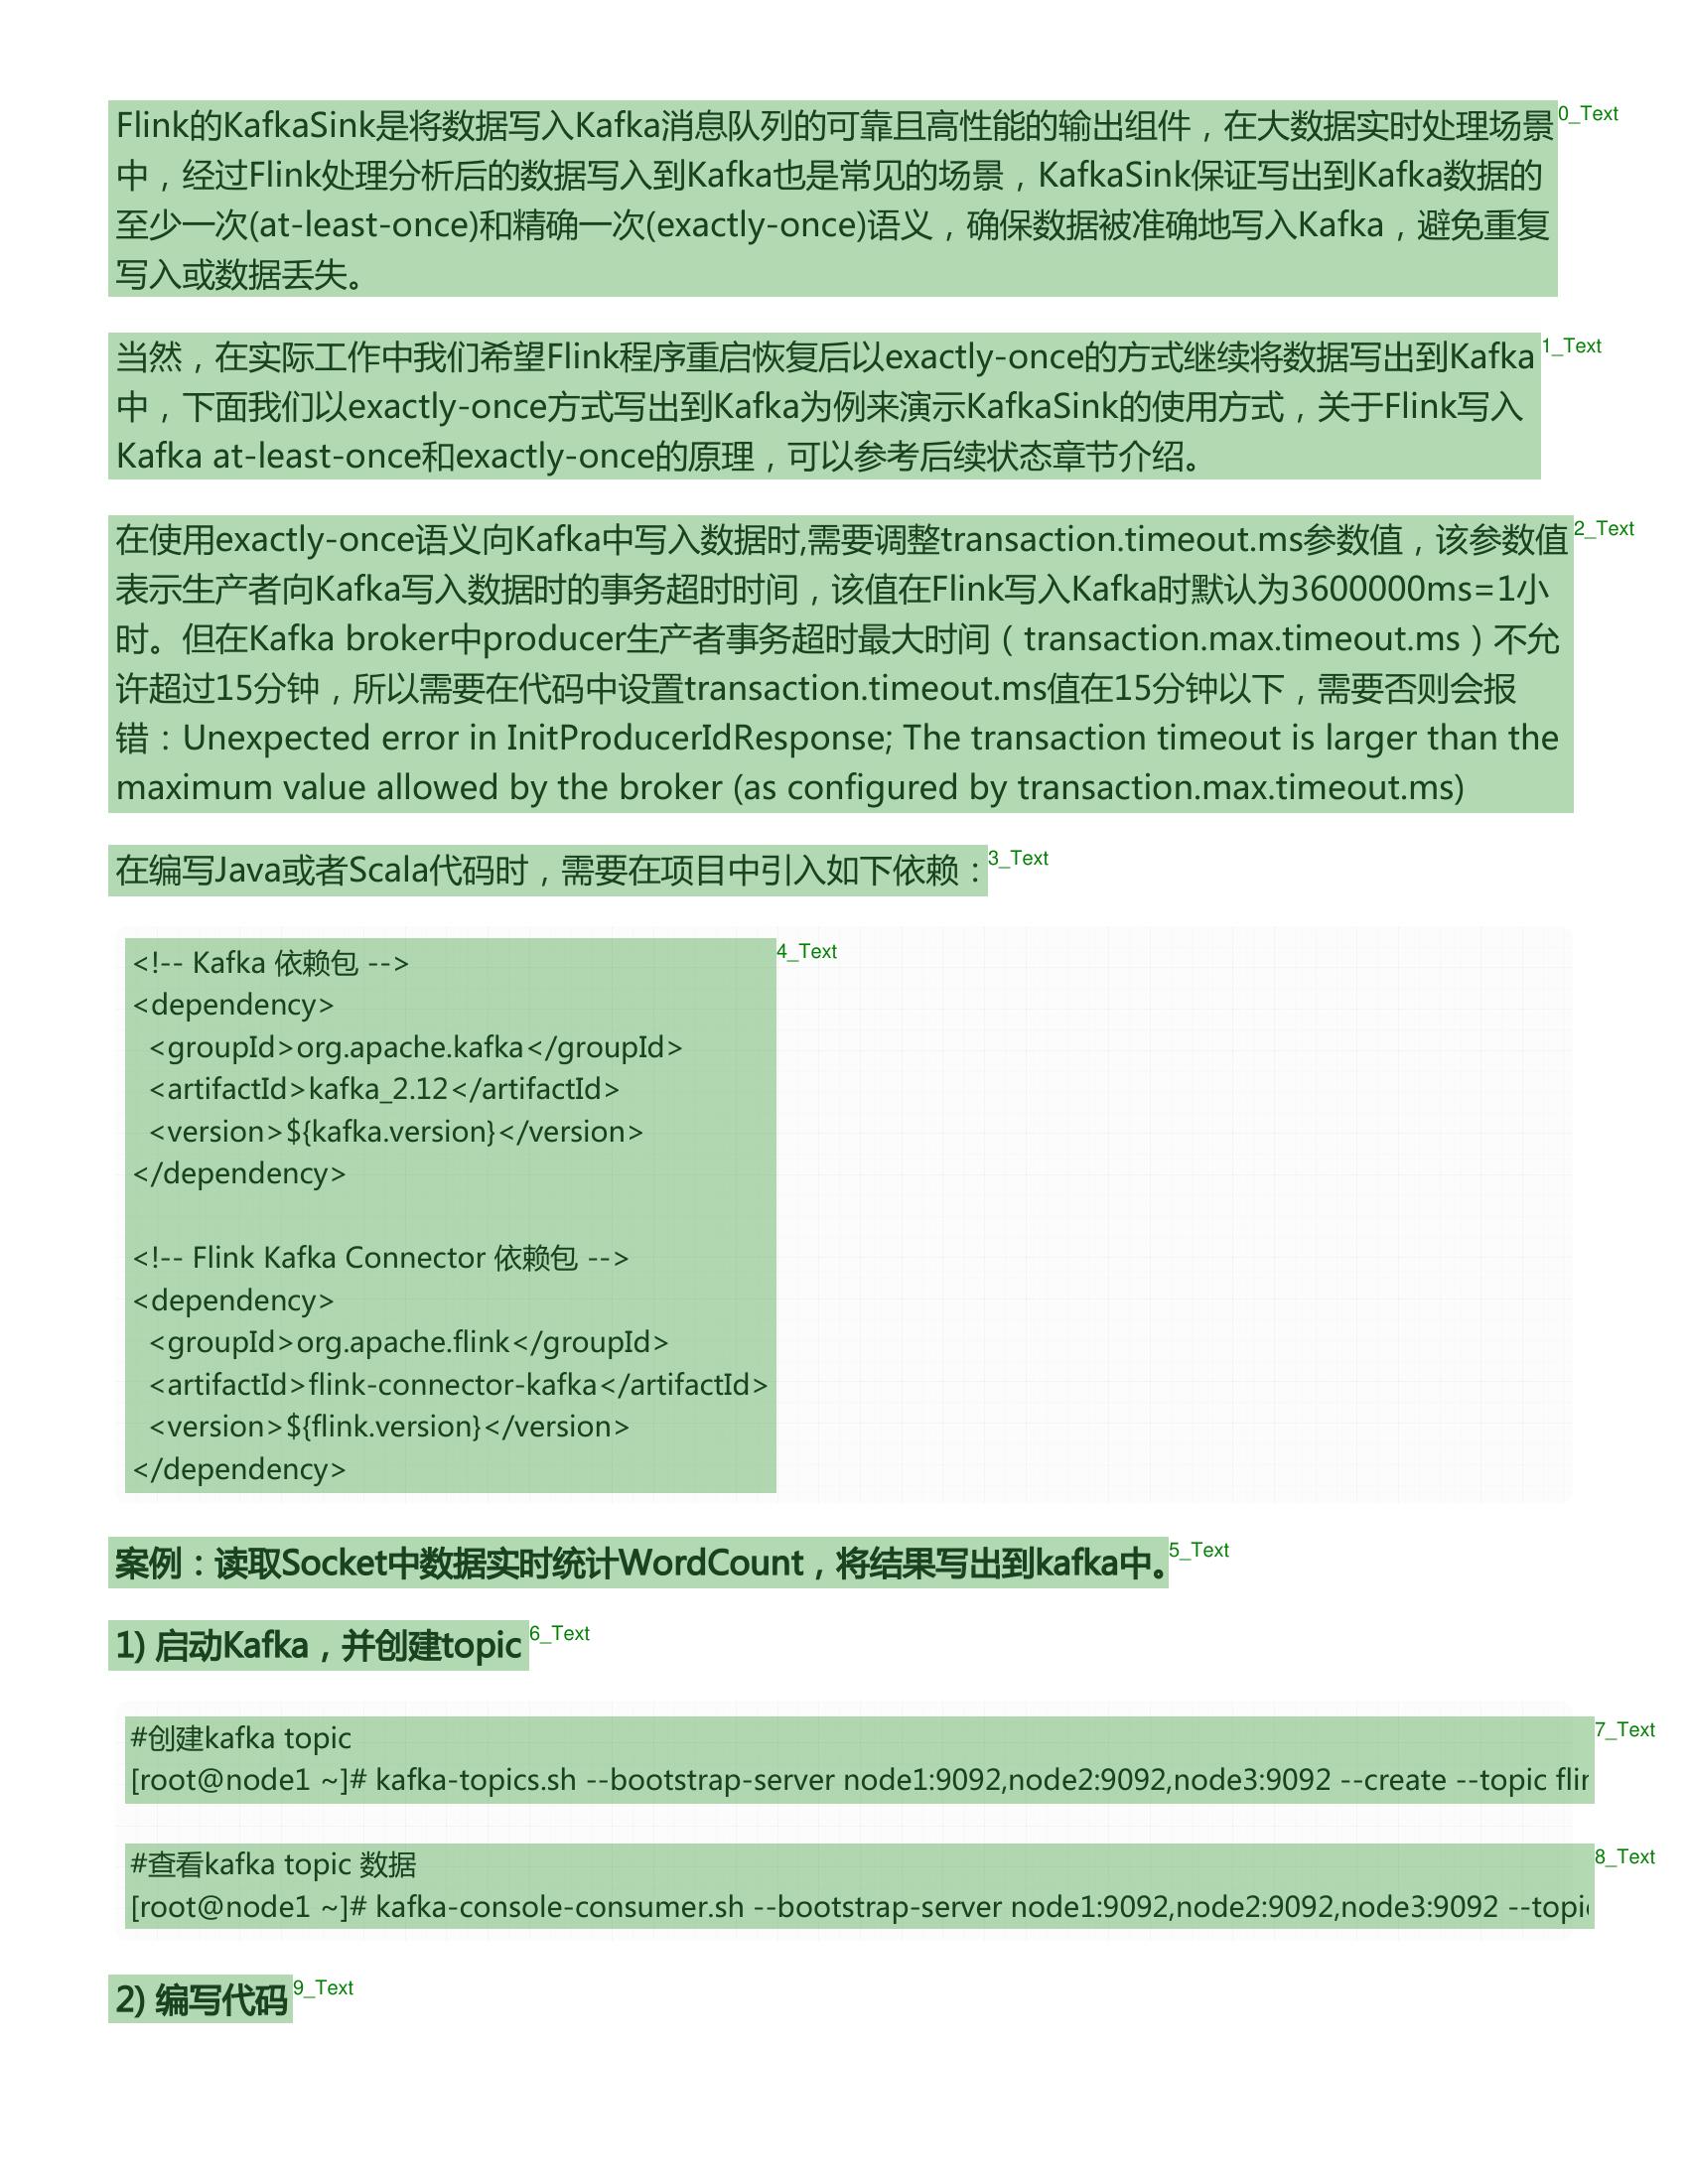 Flink的KafkaSink是将数据写入Kafka消息队列的可靠且高性能的输出组件，在大数据实时处理场景
0_Text
中，经过Flink处理分析后的数据写入到Kafka也是常见的场景，KafkaSink保证写出到Kafka数据的
至少一次(at-least-once)和精确一次(exactly-once)语义，确保数据被准确地写入Kafka，避免重复
写入或数据丢失。
当然，在实际工作中我们希望Flink程序重启恢复后以exactly-once的方式继续将数据写出到Kafka
1_Text
中，下面我们以exactly-once方式写出到Kafka为例来演示KafkaSink的使用方式，关于Flink写入
Kafka at-least-once和exactly-once的原理，可以参考后续状态章节介绍。
在使用exactly-once语义向Kafka中写入数据时,需要调整transaction.timeout.ms参数值，该参数值
2_Text
表示生产者向Kafka写入数据时的事务超时时间，该值在Flink写入Kafka时默认为3600000ms=1小
时。但在Kafka broker中producer生产者事务超时最大时间（transaction.max.timeout.ms）不允
许超过15分钟，所以需要在代码中设置transaction.timeout.ms值在15分钟以下，需要否则会报
错：Unexpected error in InitProducerIdResponse; The transaction timeout is larger than the
maximum value allowed by the broker (as configured by transaction.max.timeout.ms)
在编写Java或者Scala代码时，需要在项目中引入如下依赖：
3_Text
<!-- Kafka 依赖包 -->
4_Text
<dependency>
<groupId>org.apache.kafka</groupId>
<artifactId>kafka_2.12</artifactId>
<version>${kafka.version}</version>
</dependency>
<!-- Flink Kafka Connector 依赖包 -->
<dependency>
<groupId>org.apache.flink</groupId>
<artifactId>flink-connector-kafka</artifactId>
<version>${flink.version}</version>
</dependency>
案例：读取Socket中数据实时统计WordCount，将结果写出到kafka中。
5_Text
1) 启动Kafka，并创建topic
6_Text
#创建kafka topic
7_Text
[root@node1 ~]# kafka-topics.sh --bootstrap-server node1:9092,node2:9092,node3:9092 --create --topic
#查看kafka topic 数据
8_Text
[root@node1 ~]# kafka-console-consumer.sh --bootstrap-server node1:9092,node2:9092,node3:9092
2) 编写代码
9_Text